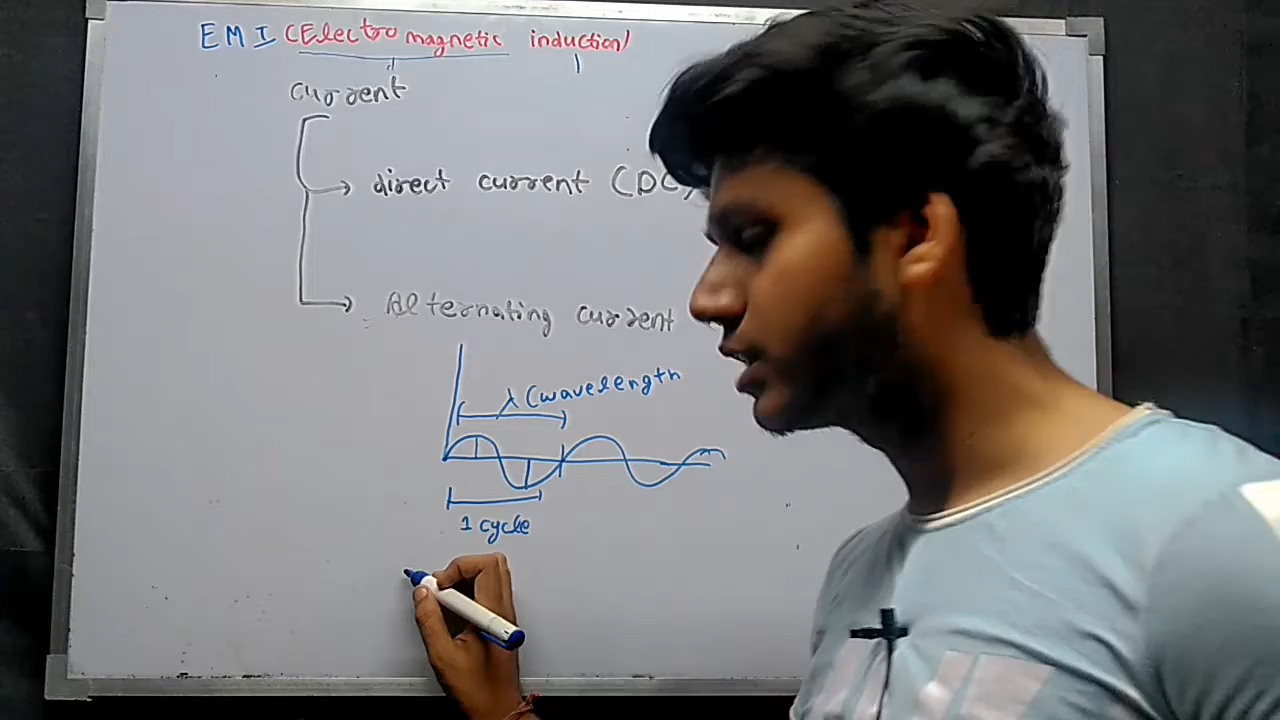 EMI (Electro magnetic induction)
current
direct current (DC)
Alternating current
λ (wavelength
1 cycle